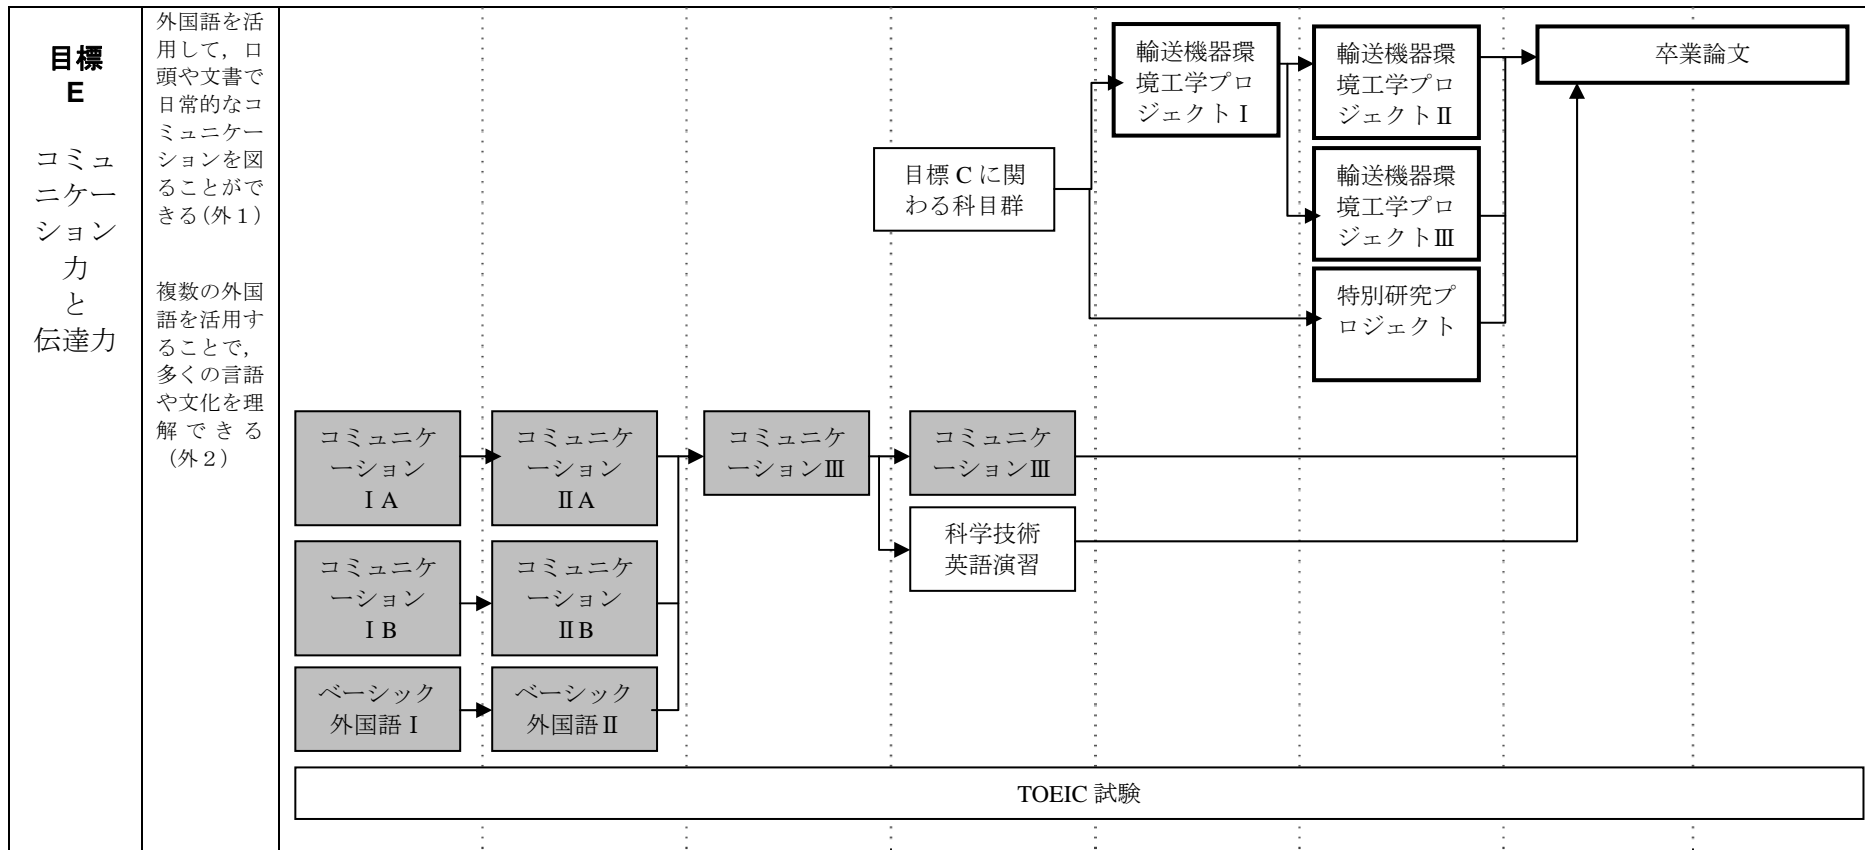 目標
E
コミュ
ニケー
ション
力
と
伝達力
外国語を活
用して，口
頭や文書で
日常的なコ
ミュニケー
ションを図
ることがで
きる（外１）
複数の外国
語を活用す
ることで，
多くの言語
や文化を理
解できる
（外２）
輸送機器環
境工学プロ
ジェクトⅠ
輸送機器環
境工学プロ
ジェクトⅡ
卒業論文
目標 C に関
わる科目群
輸送機器環
境工学プロ
ジェクトⅢ
特別研究プ
ロジェクト
コミュニケ
ーション
ⅠA
コミュニケ
ーション
ⅡA
コミュニケ
ーションⅢ
コミュニケ
ーションⅢ
科学技術
英語演習
コミュニケ
ーション
ⅠB
コミュニケ
ーション
ⅡB
ベーシック
外国語Ⅰ
ベーシック
外国語Ⅱ
TOEIC 試験